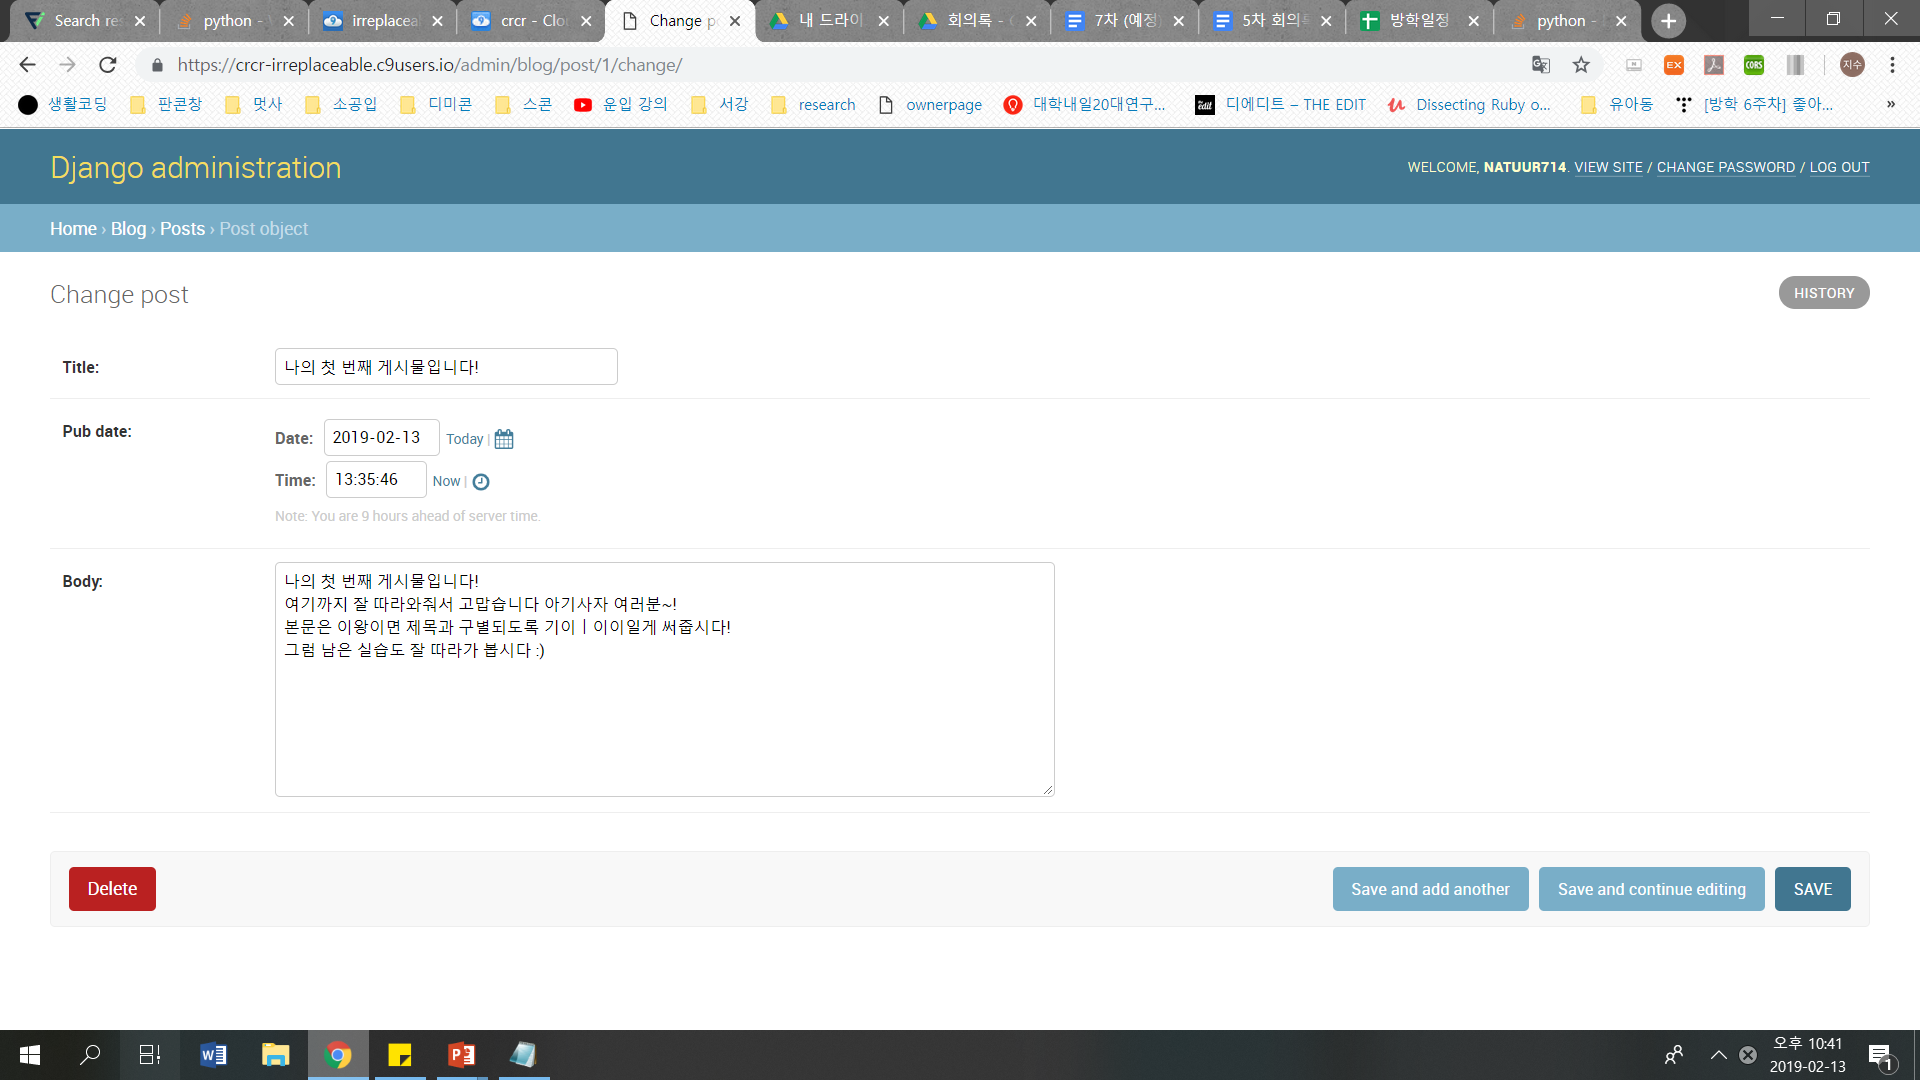 Search re
python -
irreplacea
crcr - Clo
Change p
내 드라이
회의록 -
7차 (예정
5차 회의
방학일정
python -
https://crcr-irreplaceable.c9users.io/admin/blog/post/1/change/
EX
CORS
지수
생활코딩
판콘창
멋사
소공입
디미콘
스콘
운입 강의
서강
research
ownerpage
대학내일20대연구...
edit
디에디트 – THE EDIT
Dissecting Ruby o...
유아동
[방학 6주차] 좋아...
»
Django administration
WELCOME, NATUUR714. VIEW SITE / CHANGE PASSWORD / LOG OUT
Home › Blog › Posts › Post object
Change post
HISTORY
Title:
나의 첫 번째 게시물입니다!
Pub date:
Date: 2019-02-13 Today |
Time: 13:35:46 Now |
Note: You are 9 hours ahead of server time.
Body:
나의 첫 번째 게시물입니다!
여기까지 잘 따라와줘서 고맙습니다 아기사자 여러분~!
본문은 이왕이면 제목과 구별되도록 기이ㅣ이이일게 써줍시다!
그럼 남은 실습도 잘 따라가 봅시다 :)
Delete
Save and add another
Save and continue editing
SAVE
오후 10:41
2019-02-13
1